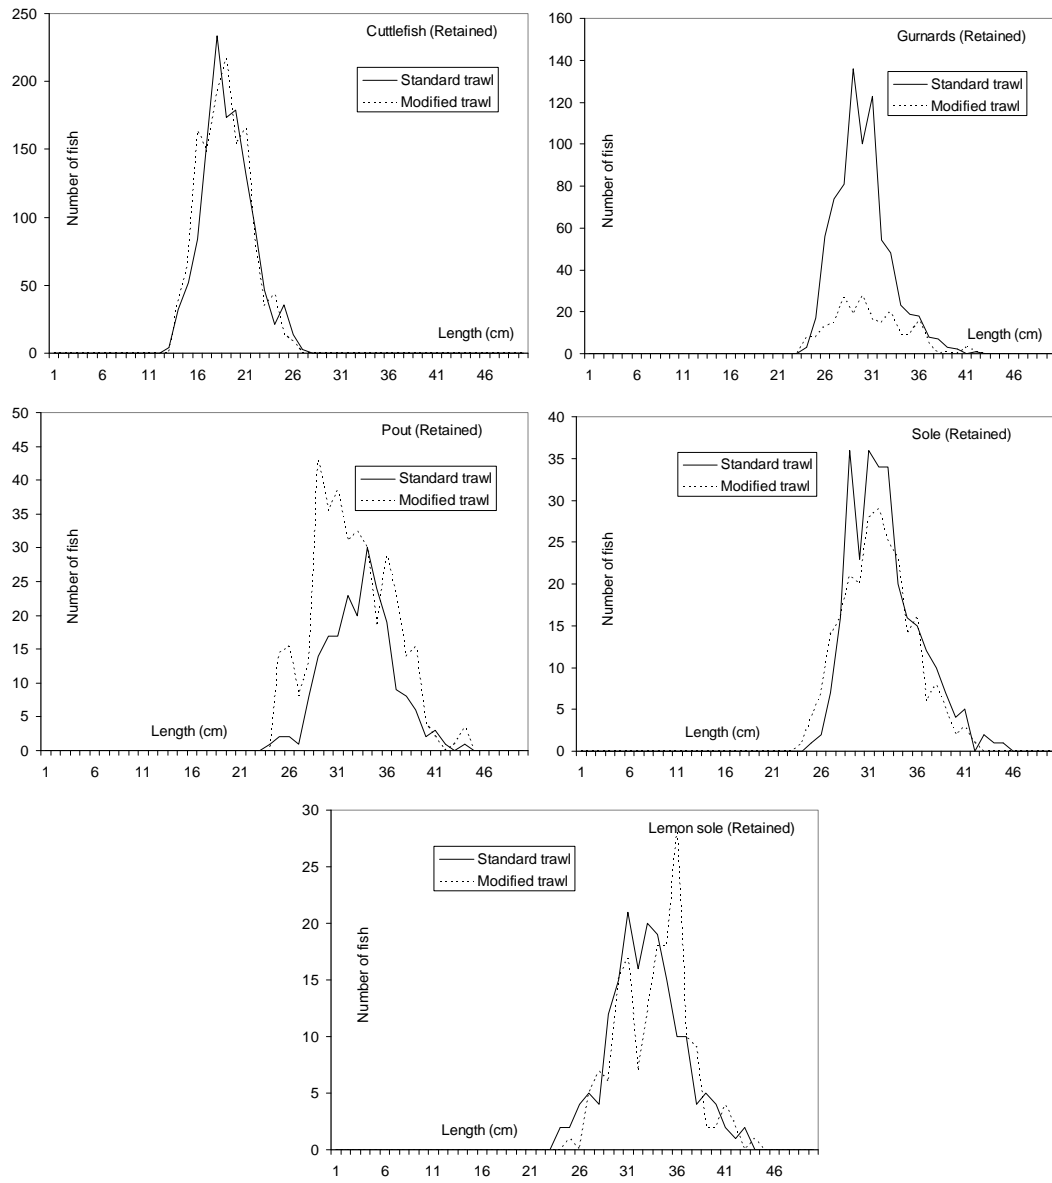 Cuttlefish (Retained)
Standard trawl
Modified trawl
Number of fish
Length (cm)
250
200
150
100
50
0
1 6 11 16 21 26 31 36 41 46
Gurnards (Retained)
Standard trawl
Modified trawl
Number of fish
Length (cm)
160
140
120
100
80
60
40
20
0
1 6 11 16 21 26 31 36 41 46
Pout (Retained)
Standard trawl
Modified trawl
Number of fish
Length (cm)
50
45
40
35
30
25
20
15
10
5
0
1 6 11 16 21 26 31 36 41 46
Sole (Retained)
Standard trawl
Modified trawl
Number of fish
Length (cm)
40
35
30
25
20
15
10
5
0
1 6 11 16 21 26 31 36 41 46
Lemon sole (Retained)
Standard trawl
Modified trawl
Number of fish
Length (cm)
30
25
20
15
10
5
0
1 6 11 16 21 26 31 36 41 46